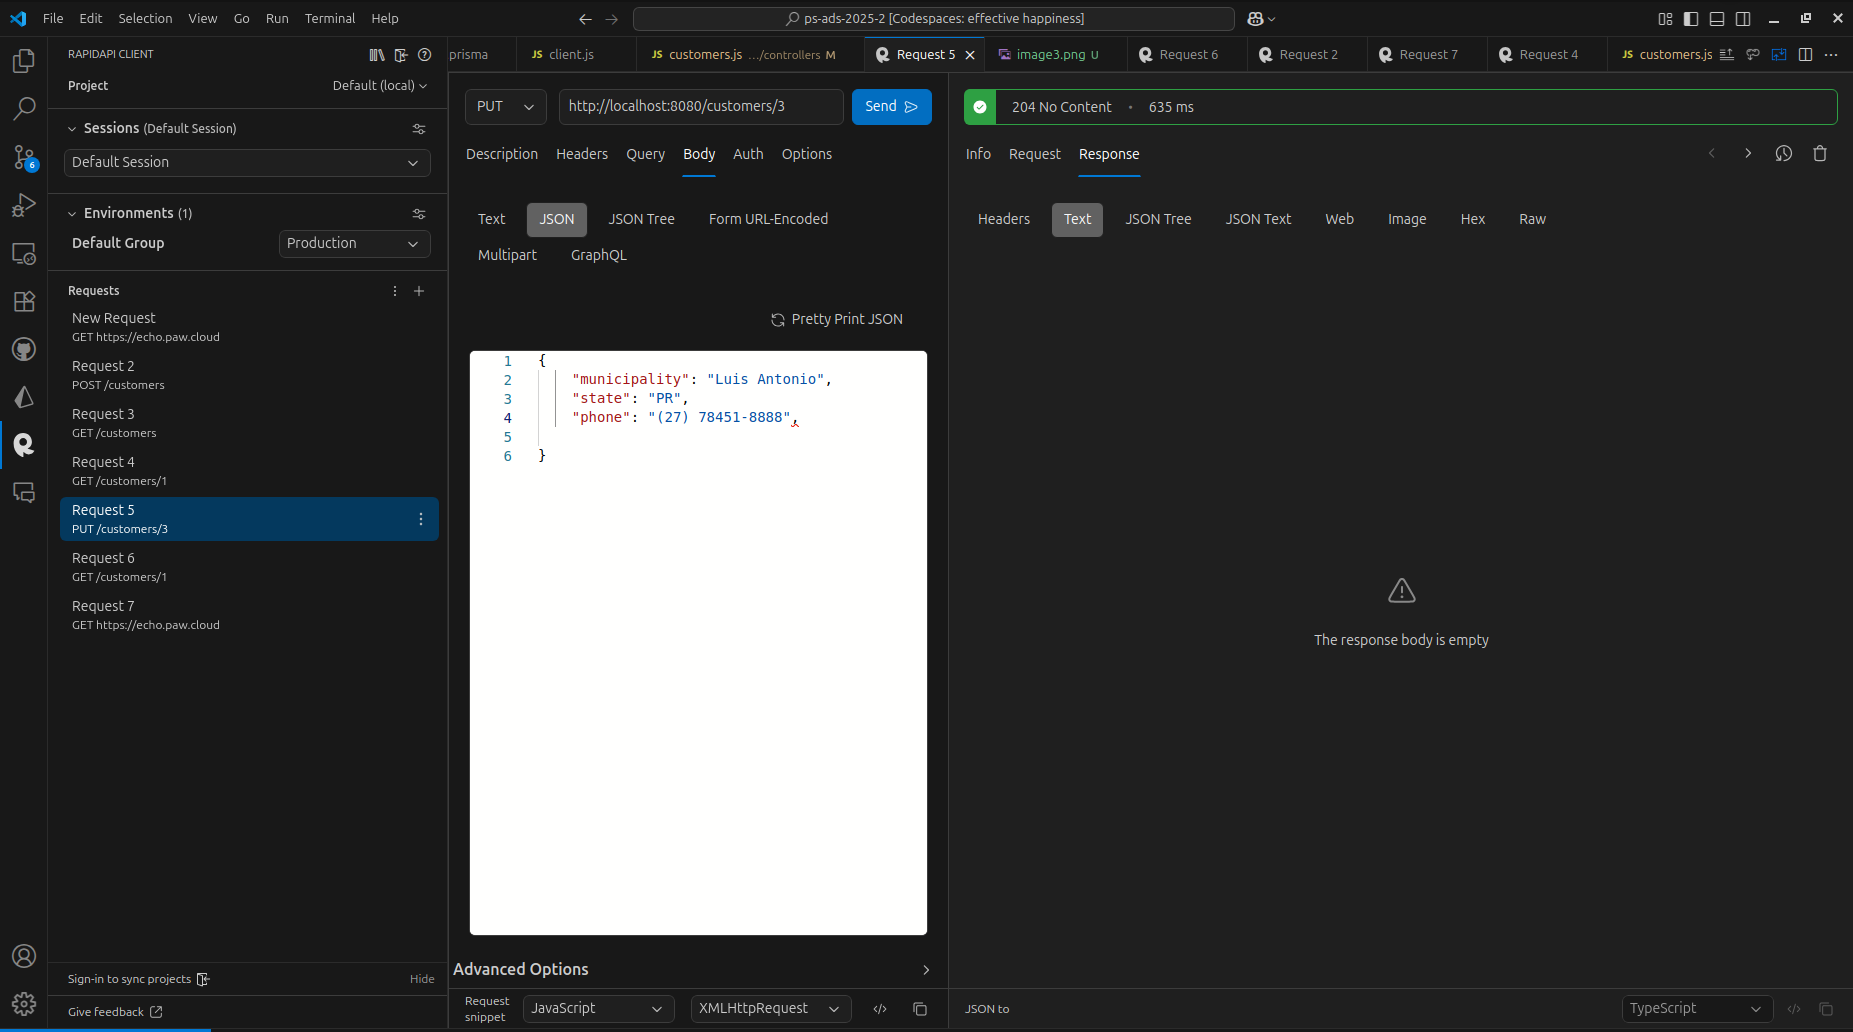 File Edit Selection View Go Run Terminal Help
ps-ads-2025-2 [Codespaces: effective happiness]
RAPIDAPI CLIENT
Project
Default (local)
Sessions (Default Session)
Default Session
Environments (1)
Default Group
Production
Requests
New Request
GET https://echo.paw.cloud
Request 2
POST /customers
Request 3
GET /customers
Request 4
GET /customers/1
Request 5
PUT /customers/3
Request 6
GET /customers/1
Request 7
GET https://echo.paw.cloud
Sign-in to sync projects
Hide
Give feedback
6
prisma
JS client.js
JS customers.js .../controllers M
Request 5
image3.png U
Request 6
Request 2
Request 7
Request 4
JS customers.js
PUT
http://localhost:8080/customers/3
Send
Description Headers Query Body Auth Options
Text JSON JSON Tree Form URL-Encoded
Multipart GraphQL
Pretty Print JSON
1 {
2 "municipality": "Luis Antonio",
3 "state": "PR",
4 "phone": "(27) 78451-8888",
5
6 }
Advanced Options
Request snippet
JavaScript
XMLHttpRequest
204 No Content • 635 ms
Info Request Response
Headers Text JSON Tree JSON Text Web Image Hex Raw
The response body is empty
JSON to
TypeScript